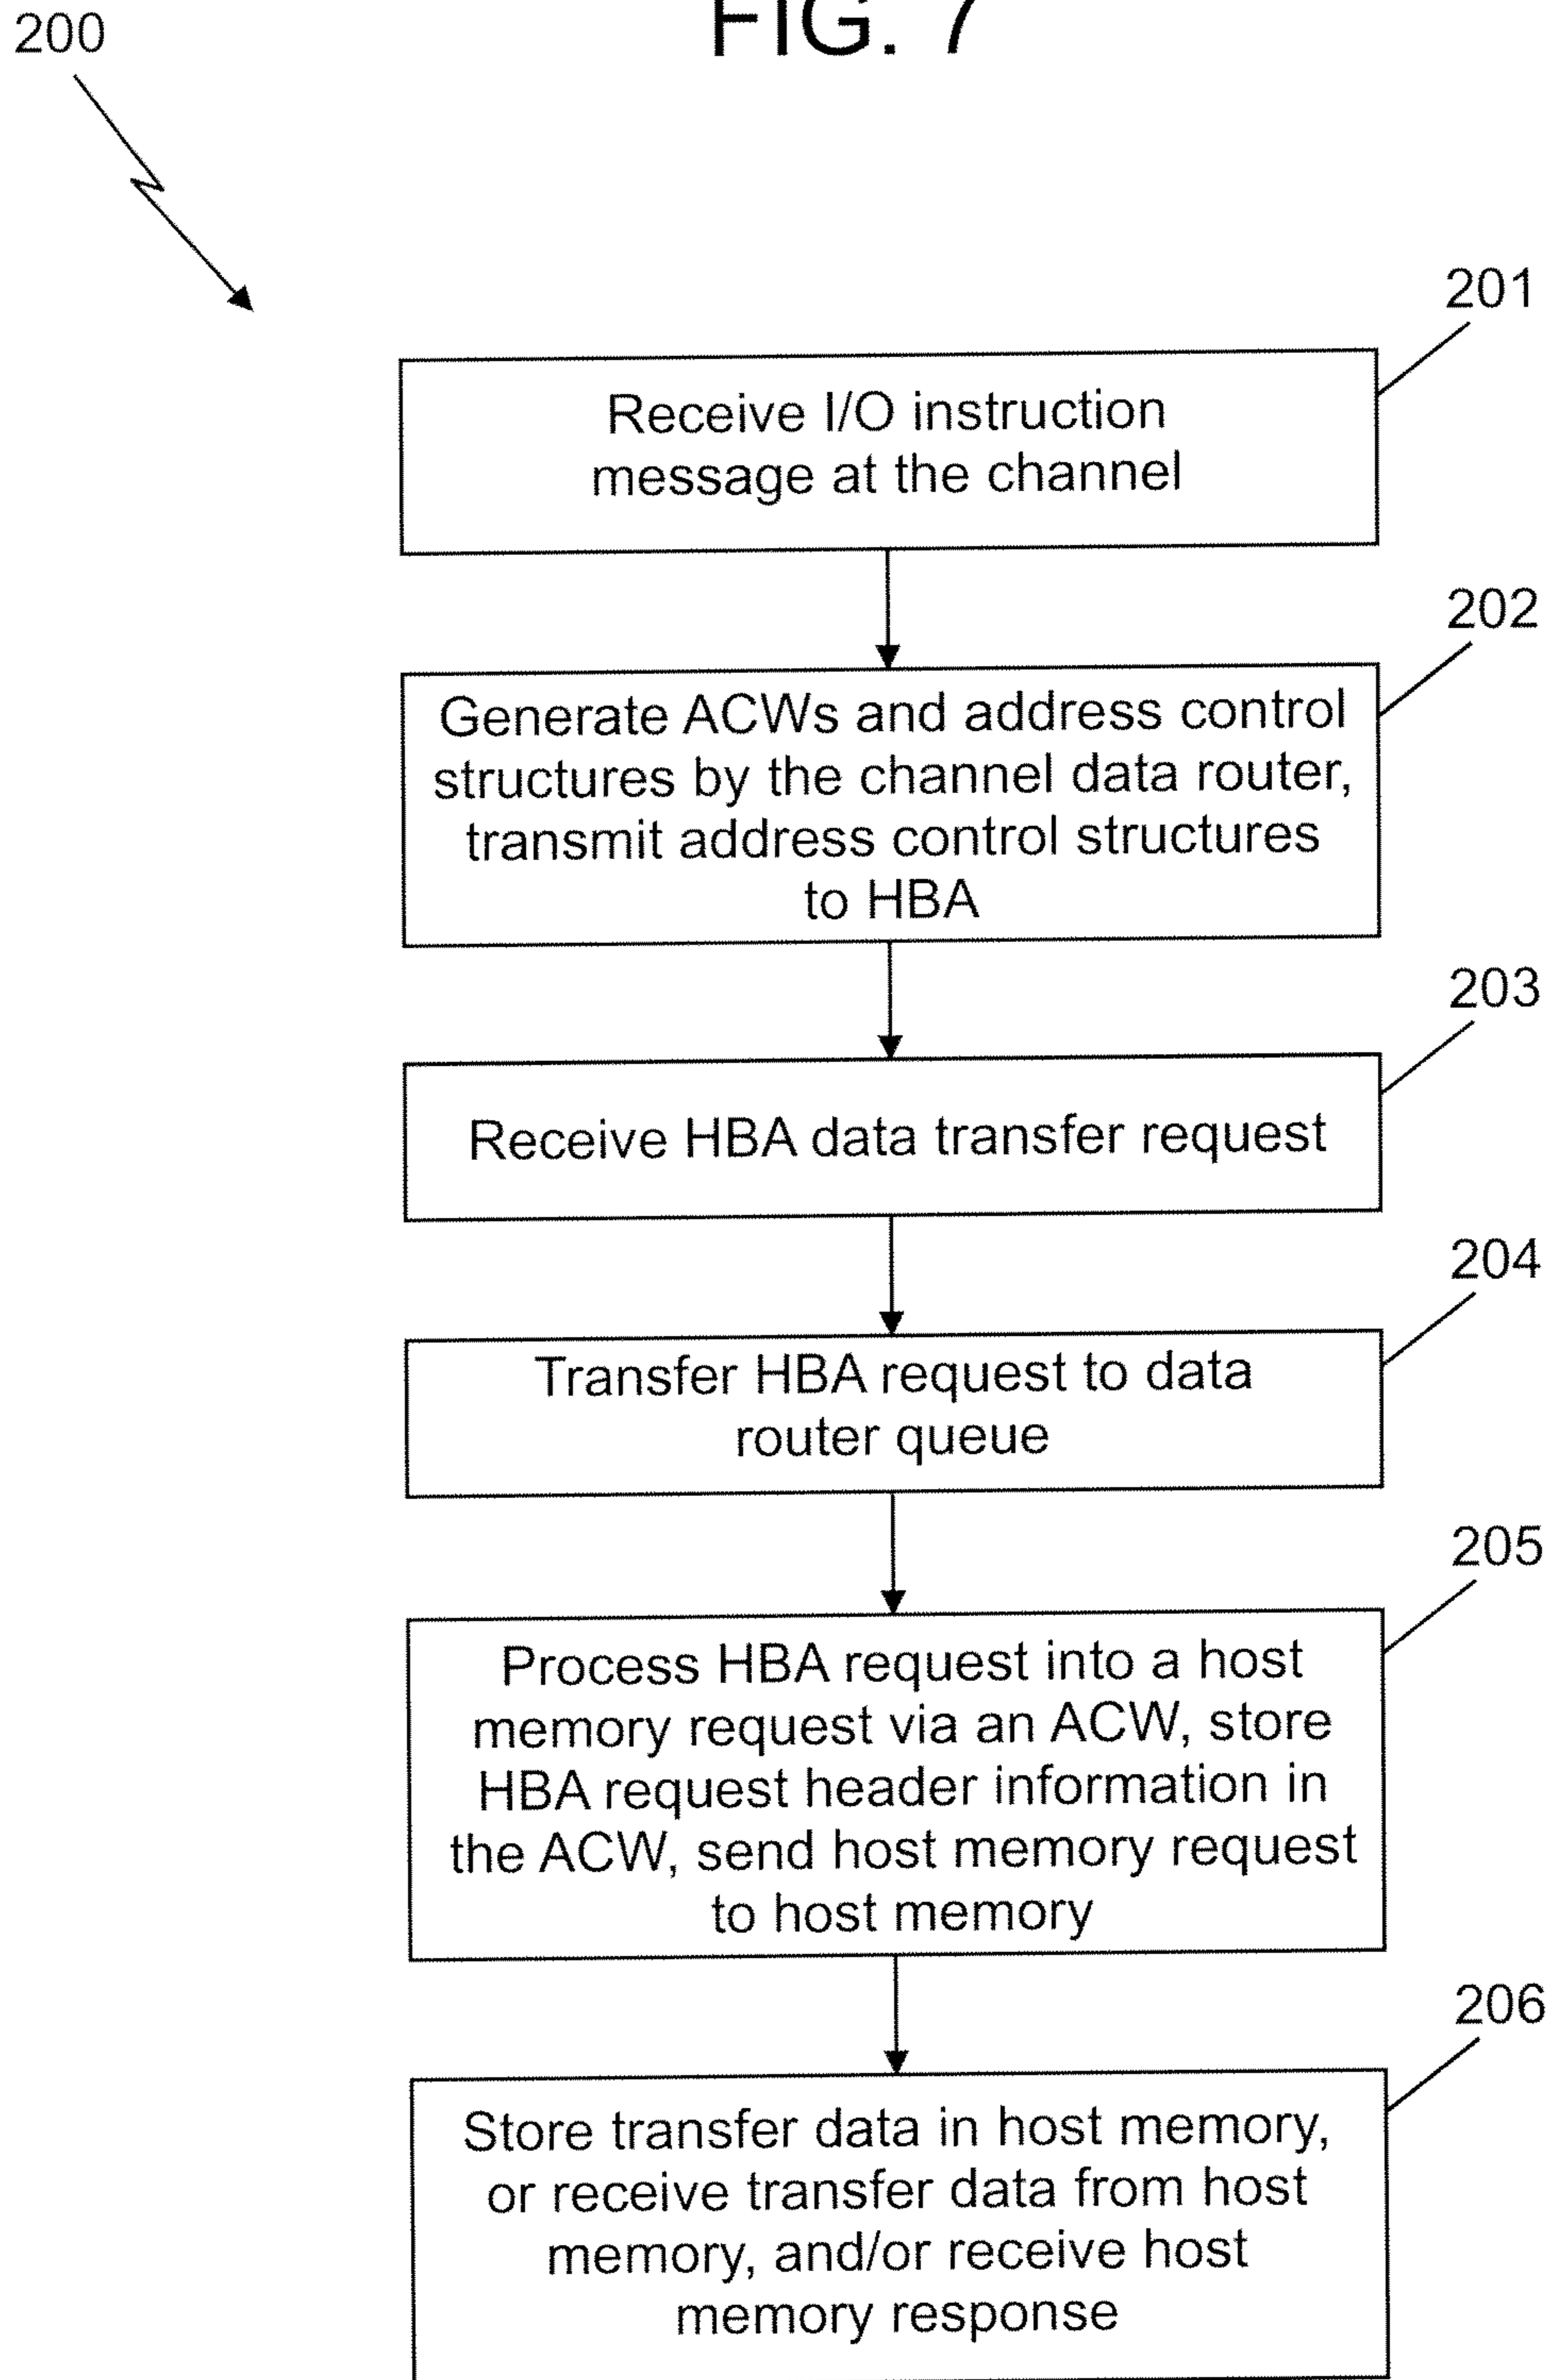 200
FIG. 7
201
Receive I/O instruction
message at the channel
202
Generate ACWs and address control
structures by the channel data router,
transmit address control structures
to HBA
203
Receive HBA data transfer request
204
Transfer HBA request to data
router queue
205
Process HBA request into a host
memory request via an ACW, store
HBA request header information in
the ACW, send host memory request
to host memory
206
Store transfer data in host memory,
or receive transfer data from host
memory, and/or receive host
memory response